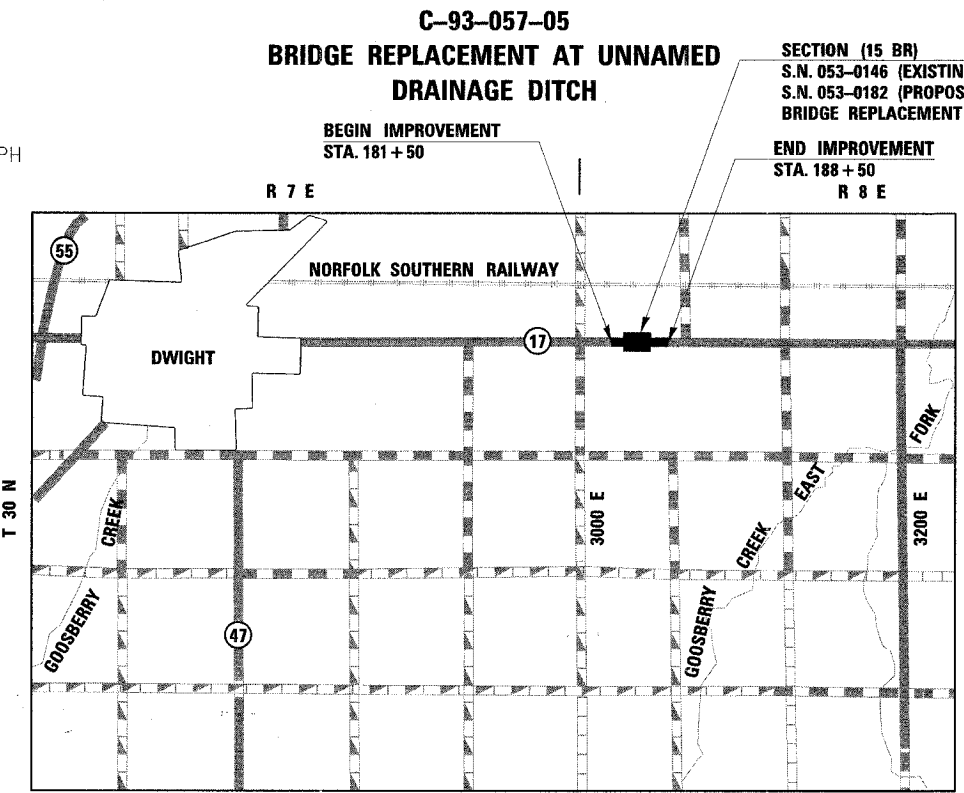 C-93-057-05
BRIDGE REPLACEMENT AT UNNAMED
DRAINAGE DITCH
SECTION (15 BR)
S.N. 053-0146 (EXISTIN
S.N. 053-0182 (PROPOS
BRIDGE REPLACEMENT
BEGIN IMPROVEMENT
STA. 181 + 50
END IMPROVEMENT
STA. 188 + 50
PH
R 7 E
R 8 E
55
NORFOLK SOUTHERN RAILWAY
17
DWIGHT
T 30 N
CREEK
GOOSBERRY
47
3000 E
FORK
EAST
CREEK
GOOSBERRY
3200 E